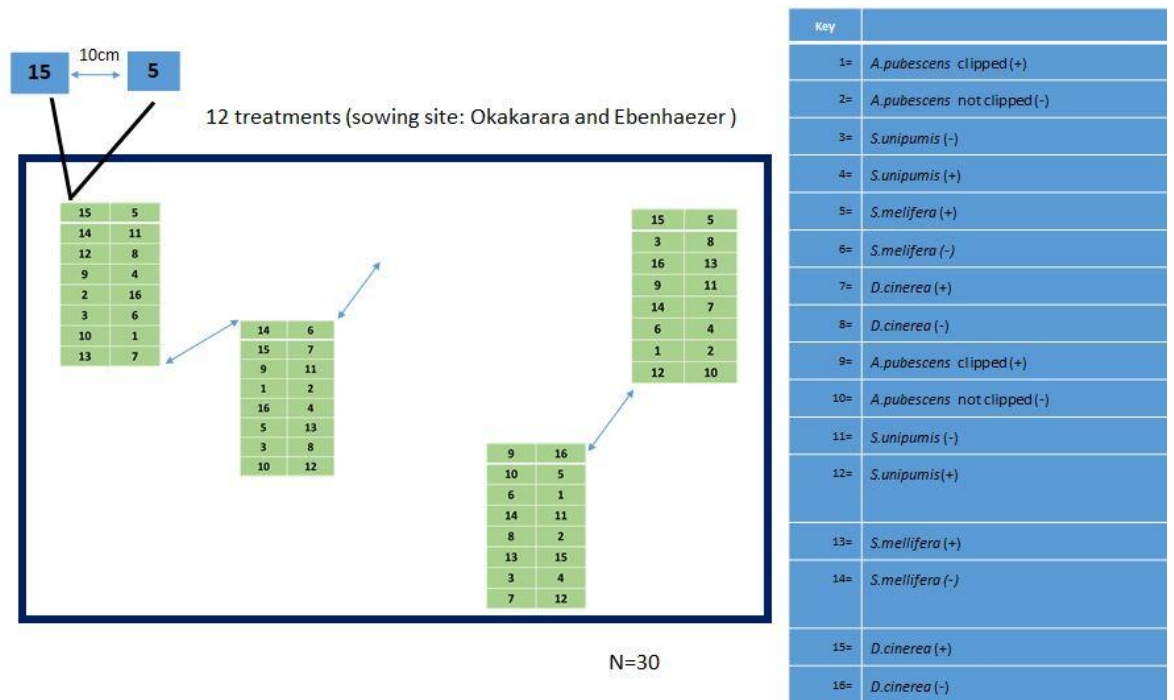 15
10cm
5
12 treatments (sowing site: Okakarara and Ebenhaezer )
15 5
14 11
12 8
9 4
2 16
3 6
10 1
13 7
14 6
15 7
9 11
1 2
16 4
5 13
3 8
10 12
9 16
10 5
6 1
14 11
8 2
13 15
3 4
7 12
15 5
3 8
16 13
9 11
14 7
6 4
1 2
12 10
N=30
Key
1= A.pubescens clipped (+)
2= A.pubescens not clipped (-)
3= S.unipumis (-)
4= S.unipumis (+)
5= S.melifera (+)
6= S.melifera (-)
7= D.cinerea (+)
8= D.cinerea (-)
9= A.pubescens clipped (+)
10= A.pubescens not clipped (-)
11= S.unipumis (-)
12= S.unipumis(+)
13= S.mellifera (+)
14= S.mellifera (-)
15= D.cinerea (+)
16= D.cinerea (-)